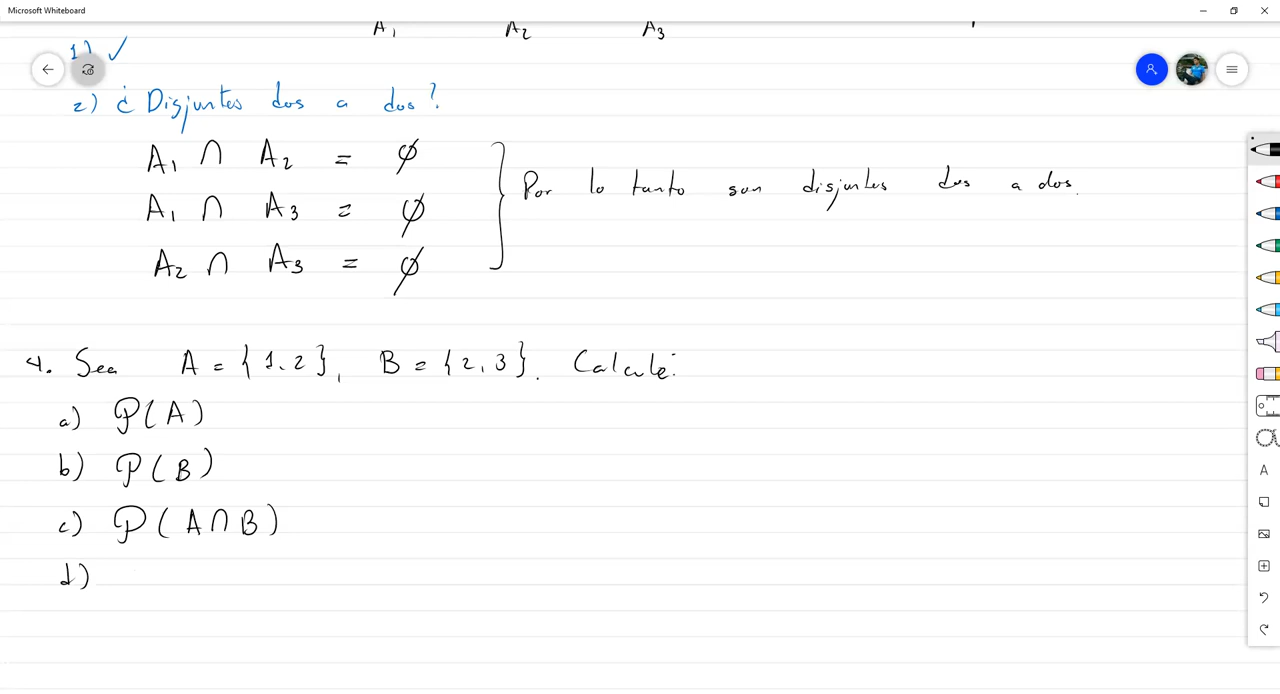 Microsoft Whiteboard
A₁ A₂ A₃
1) ✓
2) ¿Disjuntos dos a dos?
A₁ ∩ A₂ = ∅
A₁ ∩ A₃ = ∅ } Por lo tanto son disjuntos dos a dos.
A₂ ∩ A₃ = ∅
4. Sea A = {1,2}, B = {2,3}. Calcule:
a) P(A)
b) P(B)
c) P(A∩B)
d)